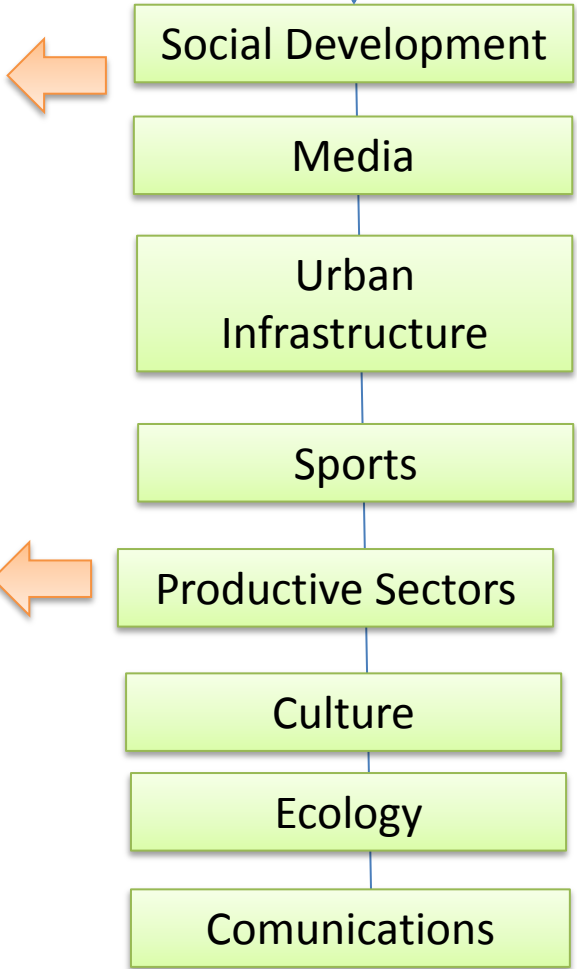 Social Development
Media
Urban
Infrastructure
Sports
Productive Sectors
Culture
Ecology
Comunications